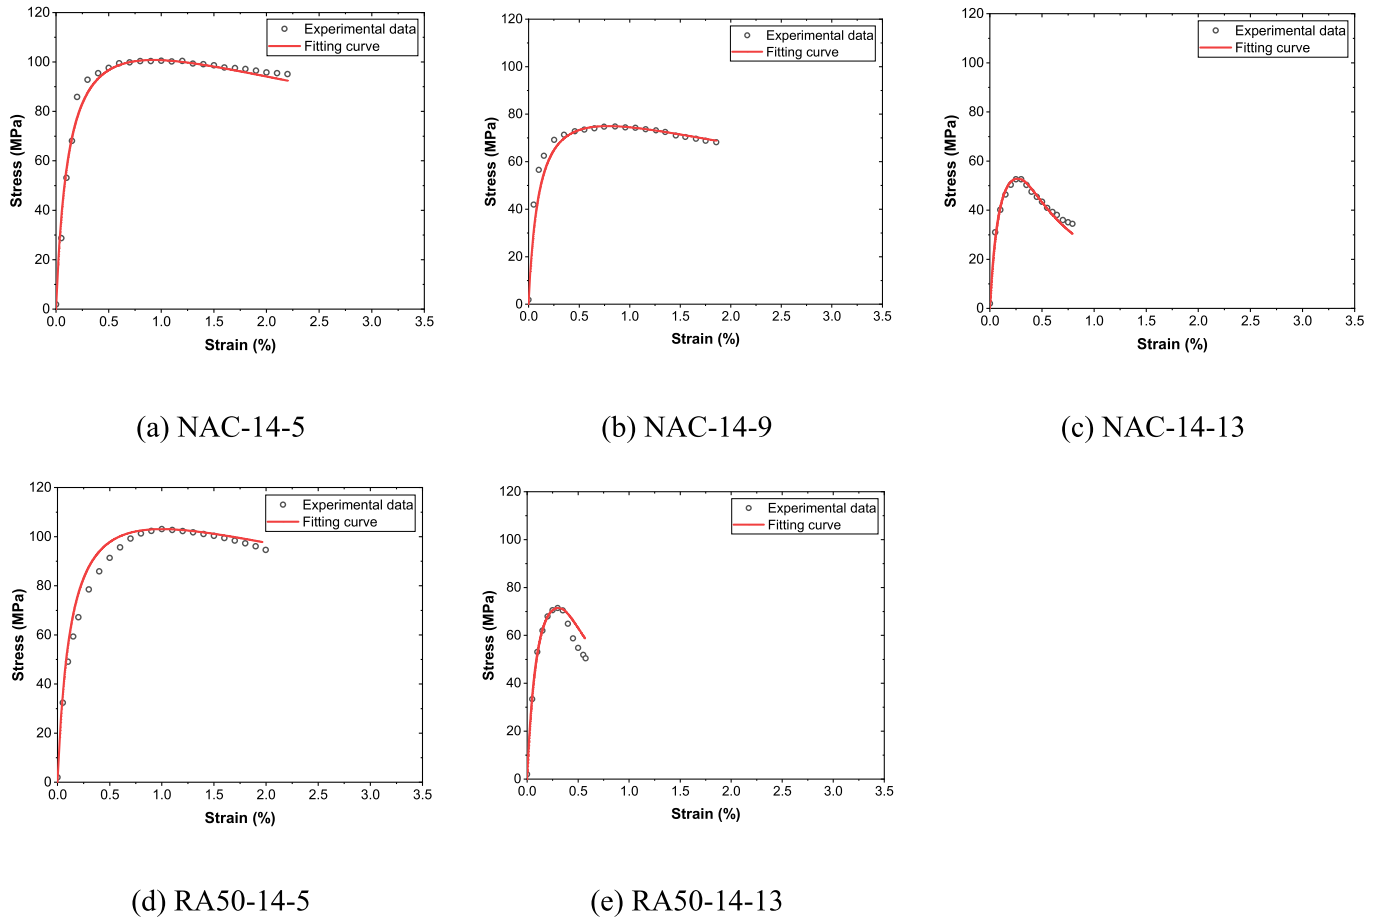 120
100
80
60
40
20
0
0.0 0.5 1.0 1.5 2.0 2.5 3.0 3.5
Stress (MPa)
Strain (%)
Experimental data
Fitting curve
(a) NAC-14-5
120
100
80
60
40
20
0
0.0 0.5 1.0 1.5 2.0 2.5 3.0 3.5
Stress (MPa)
Strain (%)
Experimental data
Fitting curve
(b) NAC-14-9
120
100
80
60
40
20
0
0.0 0.5 1.0 1.5 2.0 2.5 3.0 3.5
Stress (MPa)
Strain (%)
Experimental data
Fitting curve
(c) NAC-14-13
120
100
80
60
40
20
0
0.0 0.5 1.0 1.5 2.0 2.5 3.0 3.5
Stress (MPa)
Strain (%)
Experimental data
Fitting curve
(d) RA50-14-5
120
100
80
60
40
20
0
0.0 0.5 1.0 1.5 2.0 2.5 3.0 3.5
Stress (MPa)
Strain (%)
Experimental data
Fitting curve
(e) RA50-14-13